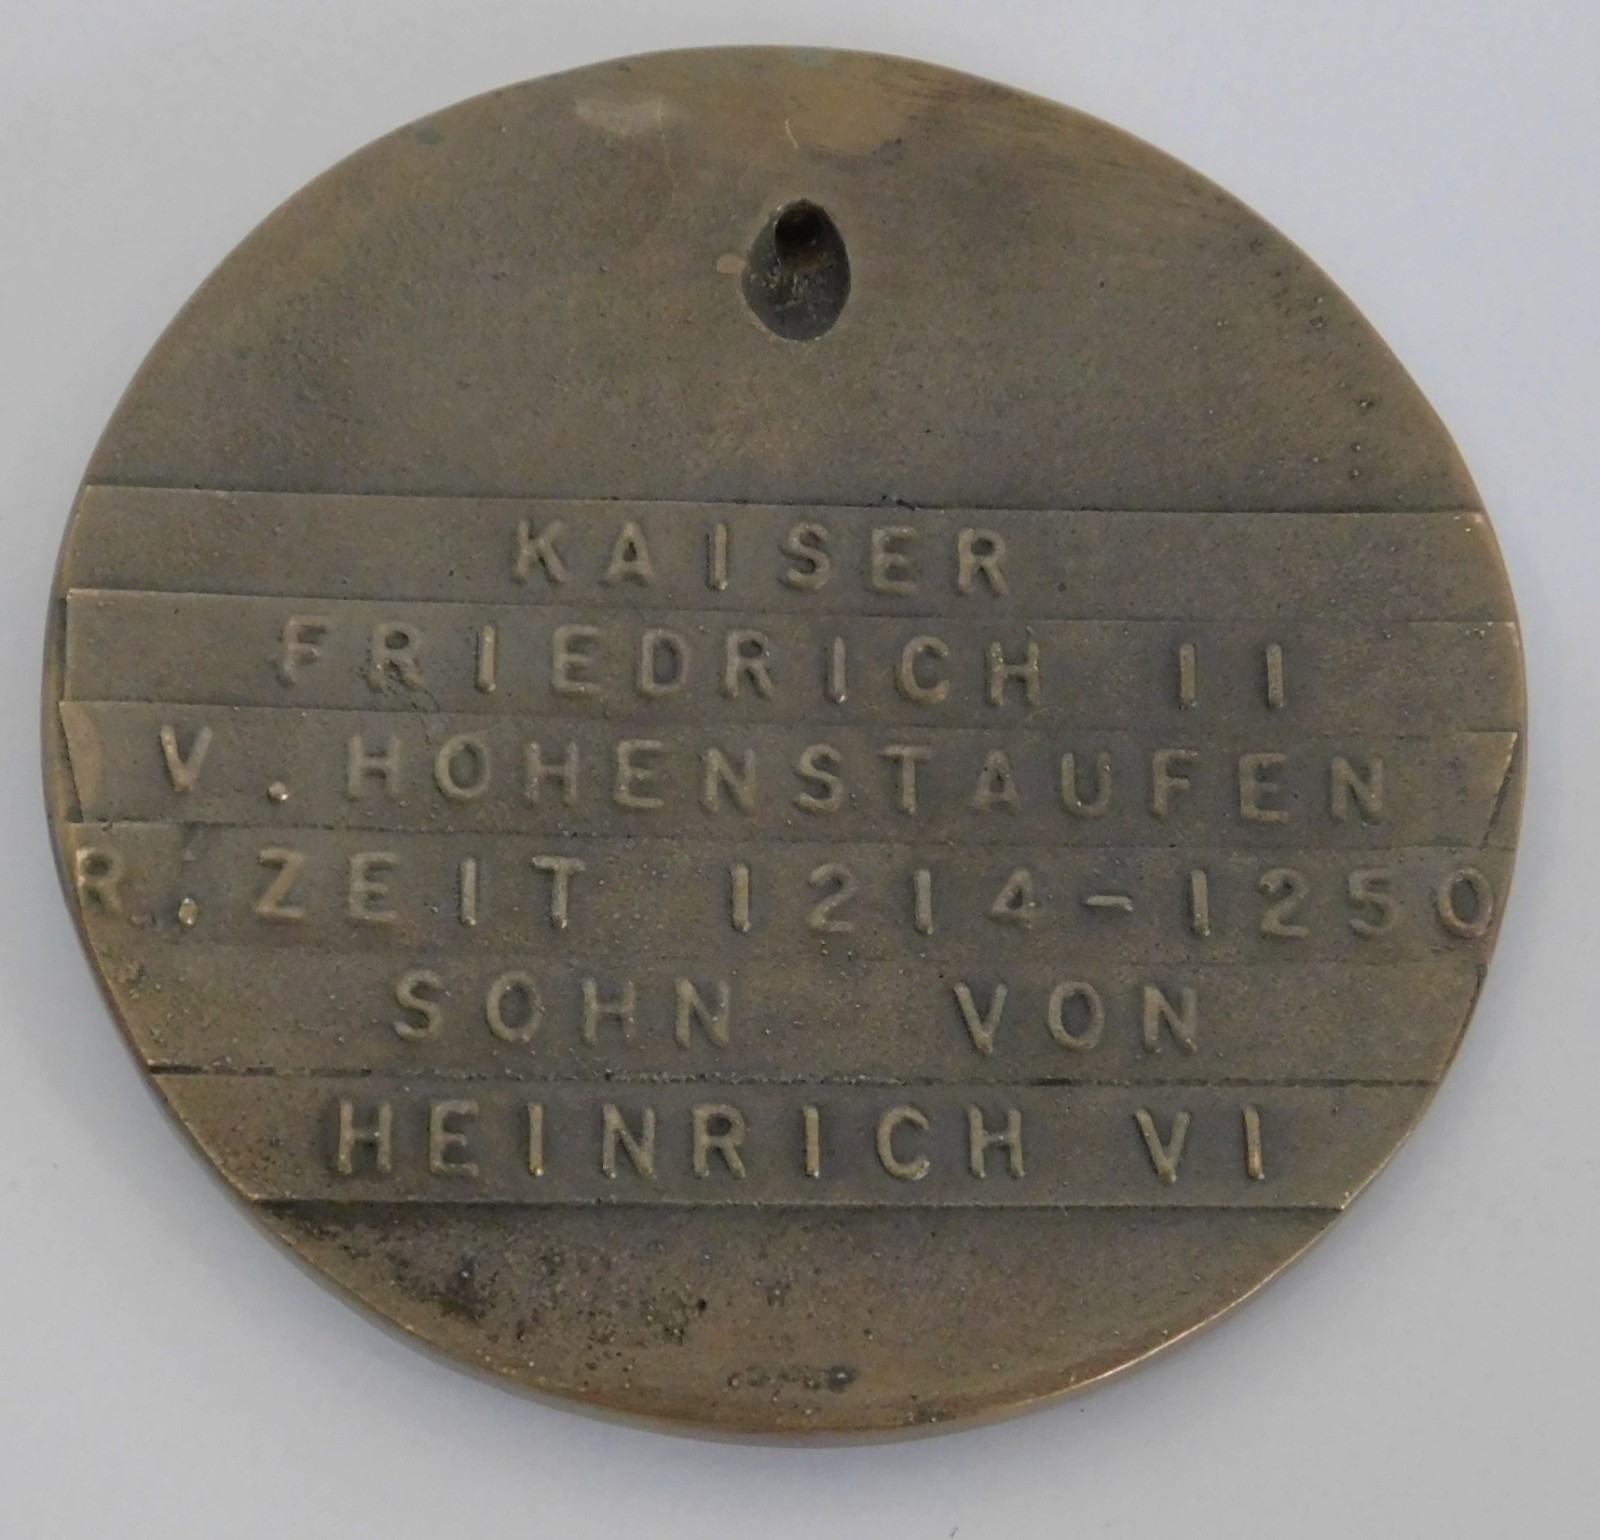 KAISER
FRIEDRICH II
V. HOHENSTAUFEN
R. ZEIT 1214-1250
SOHN VON
HEINRICH VI